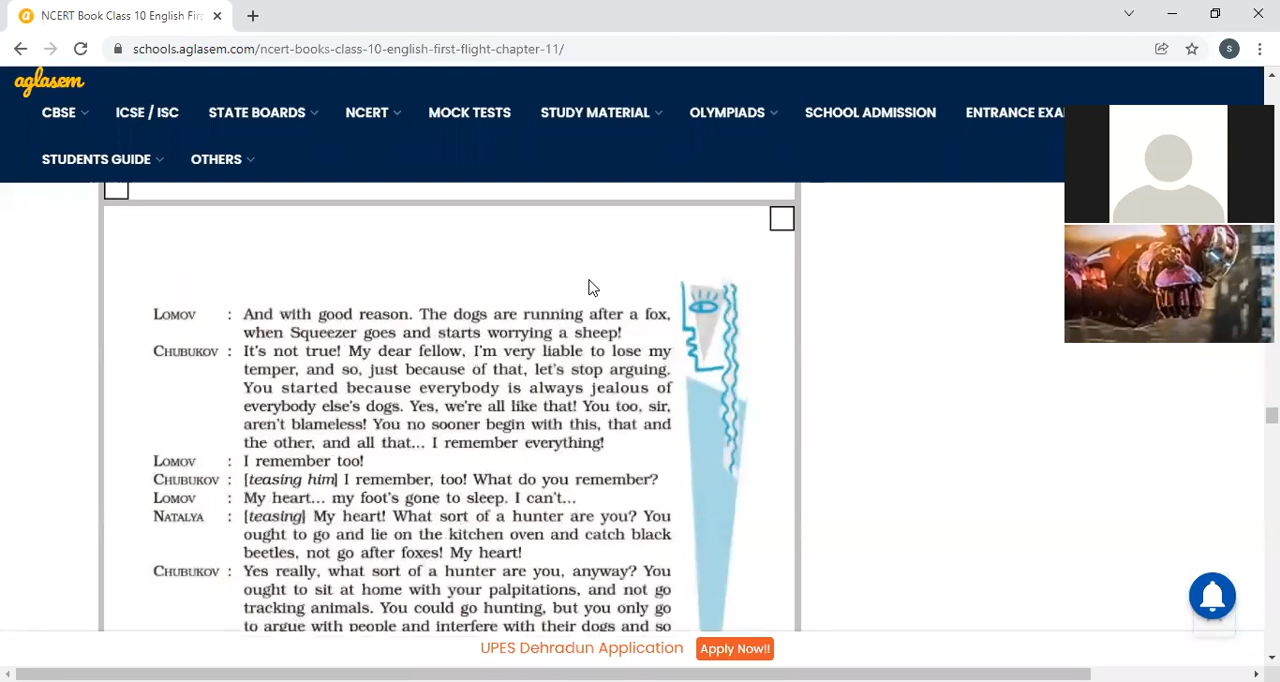 NCERT Book Class 10 English Firs
schools.aglasem.com/ncert-books-class-10-english-first-flight-chapter-11/
S
aglasem
CBSE ICSE / ISC STATE BOARDS NCERT MOCK TESTS STUDY MATERIAL OLYMPIADS SCHOOL ADMISSION ENTRANCE EXA
STUDENTS GUIDE OTHERS
LOMOV : And with good reason. The dogs are running after a fox,
when Squeezer goes and starts worrying a sheep!
CHUBUKOV : It's not true! My dear fellow, I'm very liable to lose my
temper, and so, just because of that, let's stop arguing.
You started because everybody is always jealous of
everybody else's dogs. Yes, we're all like that! You too, sir,
aren't blameless! You no sooner begin with this, that and
the other, and all that... I remember everything!
LOMOV : I remember too!
CHUBUKOV : [teasing him] I remember, too! What do you remember?
LOMOV : My heart... my foot's gone to sleep. I can't...
NATALYA : [teasing] My heart! What sort of a hunter are you? You
ought to go and lie on the kitchen oven and catch black
beetles, not go after foxes! My heart!
CHUBUKOV : Yes really, what sort of a hunter are you, anyway? You
ought to sit at home with your palpitations, and not go
tracking animals. You could go hunting, but you only go
to argue with people and interfere with their dogs and so
UPES Dehradun Application Apply Now!!